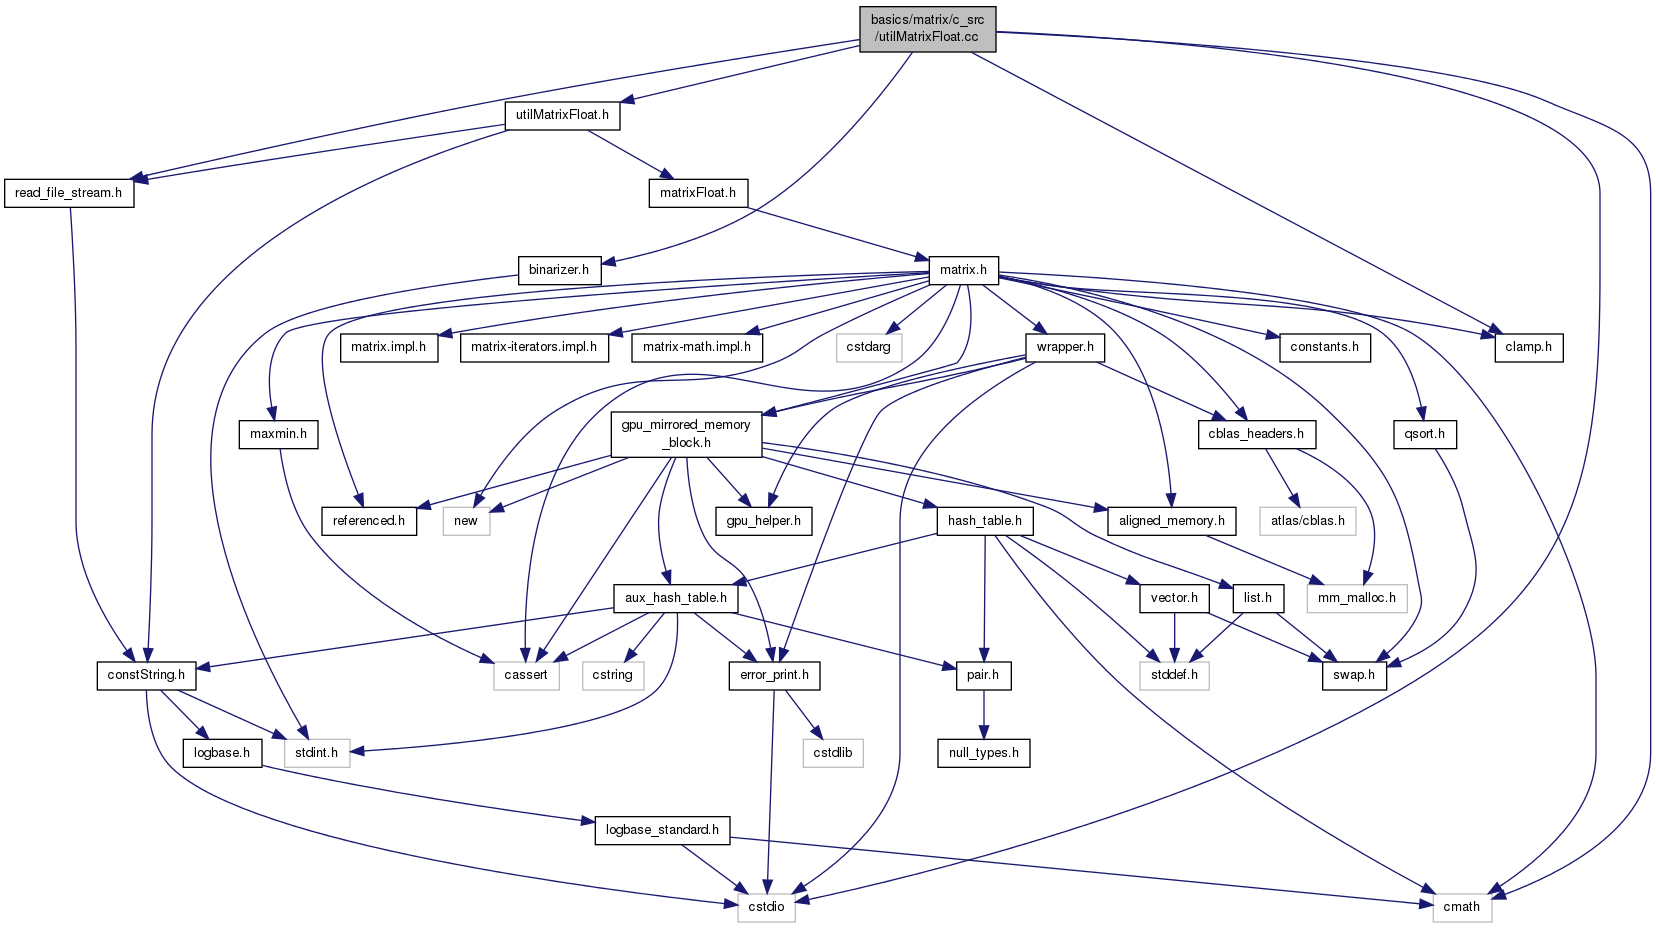 basics/matrix/c_src
/utilMatrixFloat.cc
utilMatrixFloat.h
read_file_stream.h
matrixFloat.h
binarizer.h
matrix.h
matrix.impl.h
matrix-iterators.impl.h
matrix-math.impl.h
cstdarg
wrapper.h
constants.h
clamp.h
maxmin.h
gpu_mirrored_memory
_block.h
cblas_headers.h
qsort.h
referenced.h
new
gpu_helper.h
hash_table.h
aligned_memory.h
atlas/cblas.h
aux_hash_table.h
vector.h
list.h
mm_malloc.h
constString.h
cassert
cstring
error_print.h
pair.h
stddef.h
swap.h
logbase.h
stdint.h
cstdlib
null_types.h
logbase_standard.h
cstdio
cmath